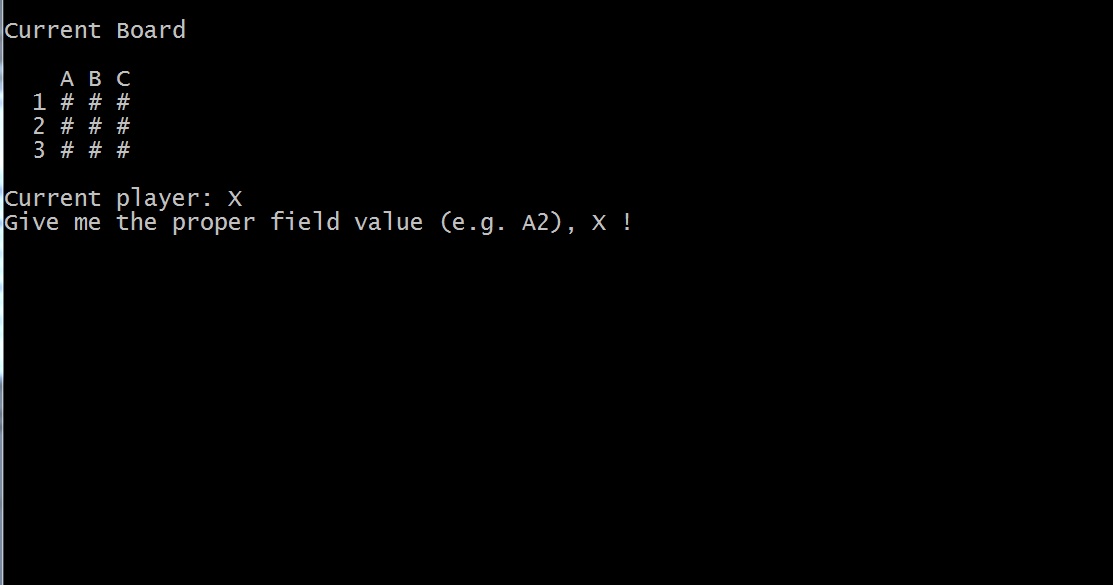 Current Board
A B C
1 # # #
2 # # #
3 # # #
Current player: X
Give me the proper field value (e.g. A2), X !